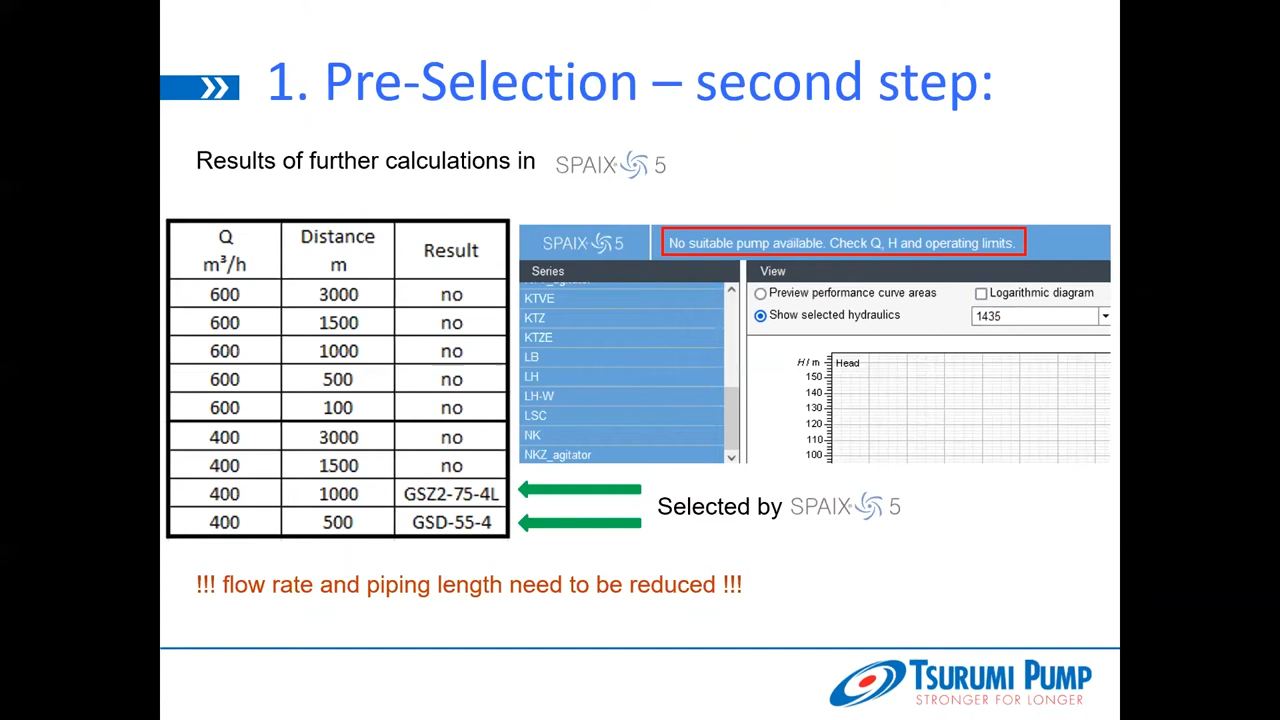 1. Pre-Selection – second step:
Results of further calculations in SPAIX 5
Q m³/h Distance m Result
600 3000 no
600 1500 no
600 1000 no
600 500 no
600 100 no
400 3000 no
400 1500 no
400 1000 GSZ2-75-4L
400 500 GSD-55-4
SPAIX 5 No suitable pump available. Check Q, H and operating limits.
Series
KTVE
KTZ
KTZE
LB
LH
LH-W
LSC
NK
NKZ_agitator
View
Preview performance curve areas
Logarithmic diagram
Show selected hydraulics
1435
H / m
Head
150
140
130
120
110
100
Selected by SPAIX 5
!!! flow rate and piping length need to be reduced !!!
TSURUMI PUMP
STRONGER FOR LONGER